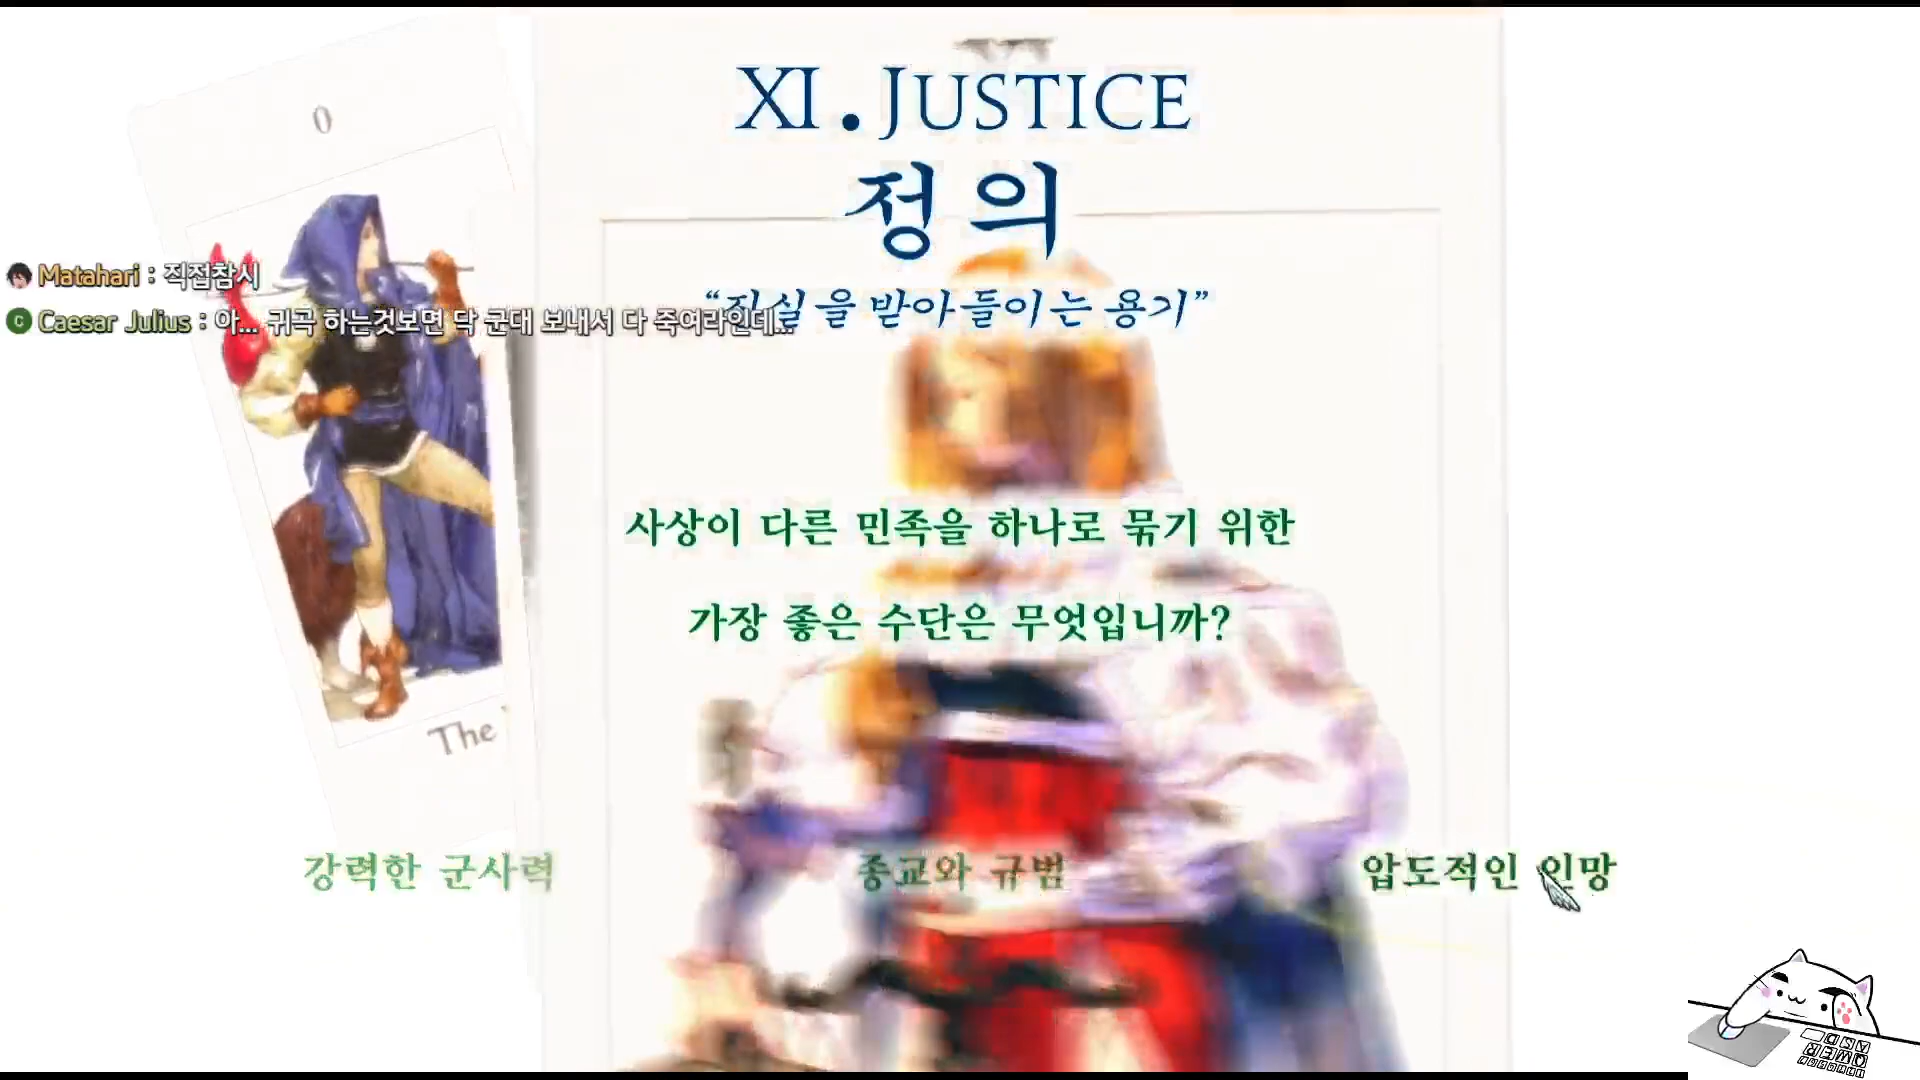 0
XI. JUSTICE
정의
“진실을 받아들이는 용기”
Matahari : 직접참시
Caesar Julius : 아... 귀곡 하는것보면 닥 군대 보내서 다 죽여라인데...
사상이 다른 민족을 하나로 묶기 위한
가장 좋은 수단은 무엇입니까?
The
강력한 군사력
종교와 규범
압도적인 인망